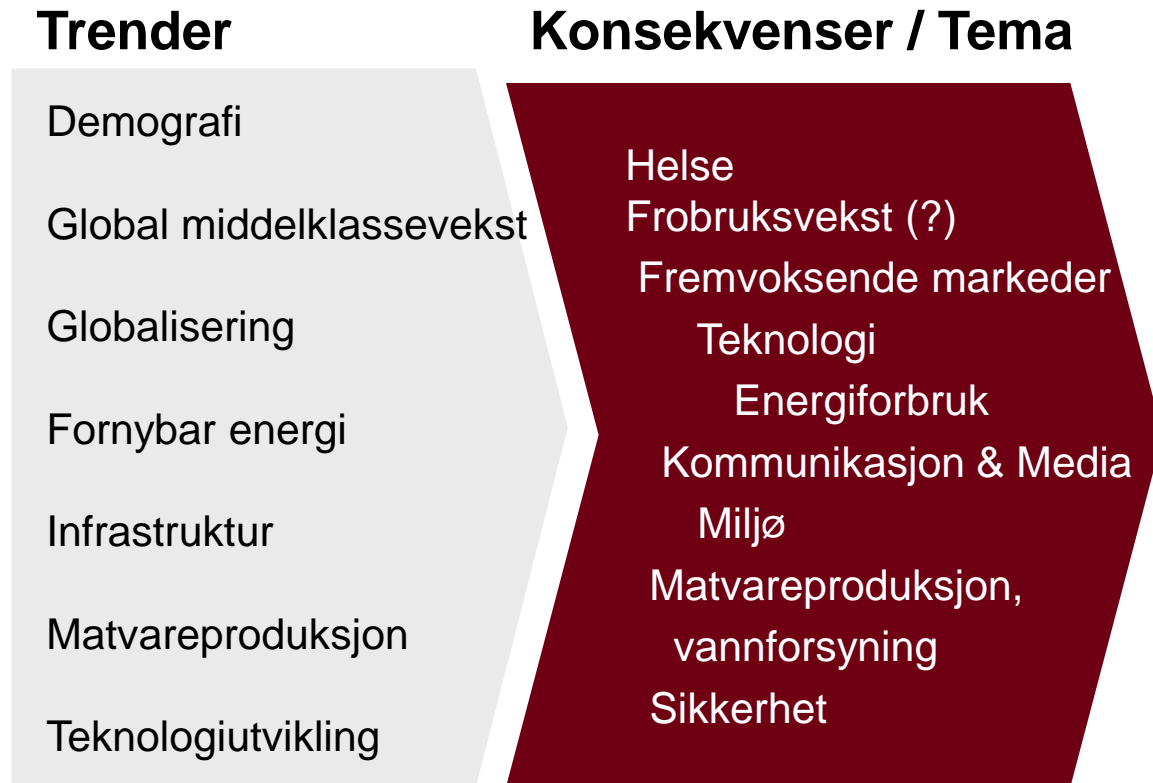 Trender
Konsekvenser / Tema
Demografi
Global middelklassevekst
Globalisering
Fornybar energi
Infrastruktur
Matvareproduksjon
Teknologiutvikling
Helse
Frobruksvekst (?)
Fremvoksende markeder
Teknologi
Energiforbruk
Kommunikasjon & Media
Miljø
Matvareproduksjon,
vannforsyning
Sikkerhet